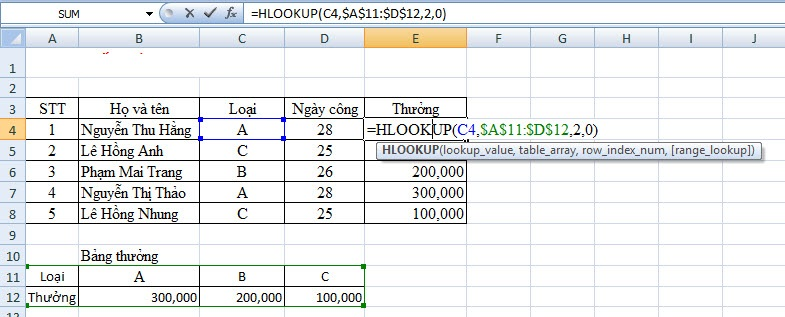 SUM =HLOOKUP(C4,$A$11:$D$12,2,0)
A B C D E F G H I J
1
2
3 STT Họ và tên Loại Ngày công Thưởng
4 1 Nguyễn Thu Hằng A 28 =HLOOKUP(C4,$A$11:$D$12,2,0)
HLOOKUP(lookup_value, table_array, row_index_num, [range_lookup])
5 2 Lê Hồng Anh C 25
6 3 Phạm Mai Trang B 26 200,000
7 4 Nguyễn Thị Thảo A 28 300,000
8 5 Lê Hồng Nhung C 25 100,000
9
10 Bảng thưởng
11 Loại A B C
12 Thưởng 300,000 200,000 100,000